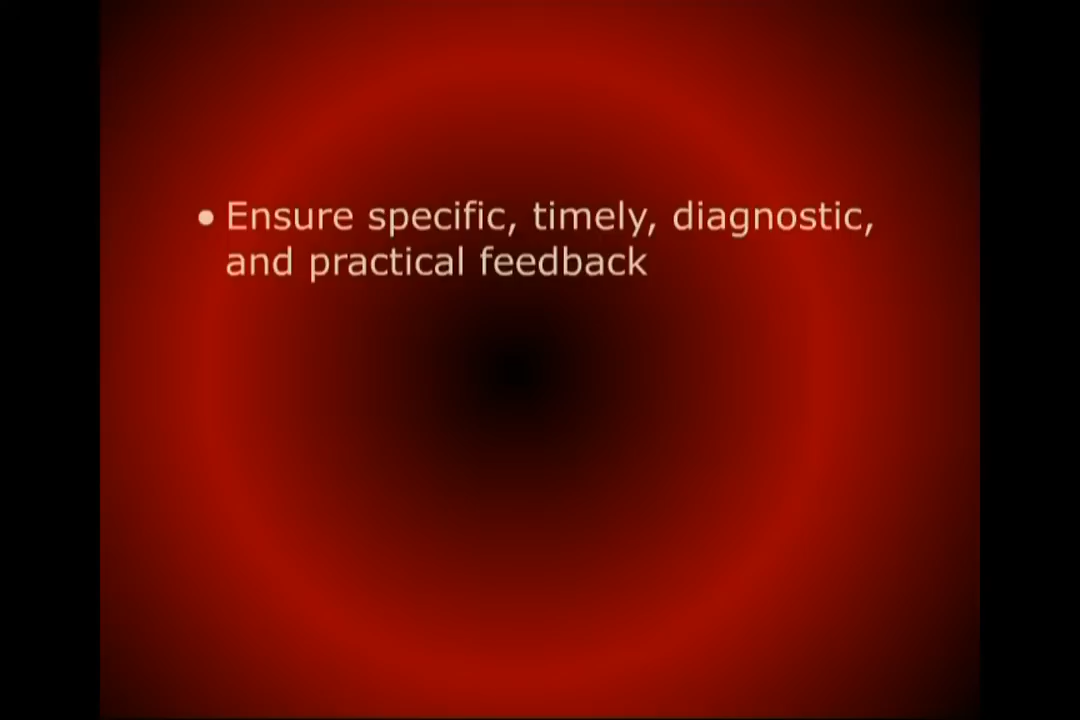 • Ensure specific, timely, diagnostic,
and practical feedback